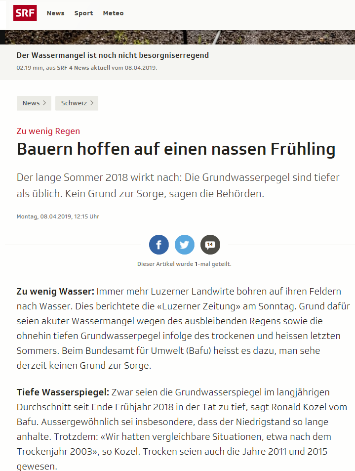 SRF News Sport Meteo
Der Wassermangel ist noch nicht besorgniserregend
02:19 min, aus SRF 4 News aktuell vom 08.04.2019.
News > Schweiz >
Zu wenig Regen
Bauern hoffen auf einen nassen Frühling
Der lange Sommer 2018 wirkt nach: Die Grundwasserpegel sind tiefer
als üblich. Kein Grund zur Sorge, sagen die Behörden.
Montag, 08.04.2019, 12:15 Uhr
Dieser Artikel wurde 1-mal geteilt.
Zu wenig Wasser: Immer mehr Luzerner Landwirte bohren auf ihren Feldern
nach Wasser. Dies berichtete die «Luzerner Zeitung» am Sonntag. Grund dafür
seien akuter Wassermangel wegen des ausbleibenden Regens sowie die
ohnehin tiefen Grundwasserpegel infolge des trockenen und heissen letzten
Sommers. Beim Bundesamt für Umwelt (Bafu) heisst es dazu, man sehe
derzeit keinen Grund zur Sorge.
Tiefe Wasserspiegel: Zwar seien die Grundwasserspiegel im langjährigen
Durchschnitt seit Ende Frühjahr 2018 in der Tat zu tief, sagt Ronald Kozel vom
Bafu. Aussergewöhnlich sei insbesondere, dass der Niedrigstand so lange
anhalte. Trotzdem: «Wir hatten vergleichbare Situationen, etwa nach dem
Trockenjahr 2003», so Kozel. Trocken seien auch die Jahre 2011 und 2015
gewesen.